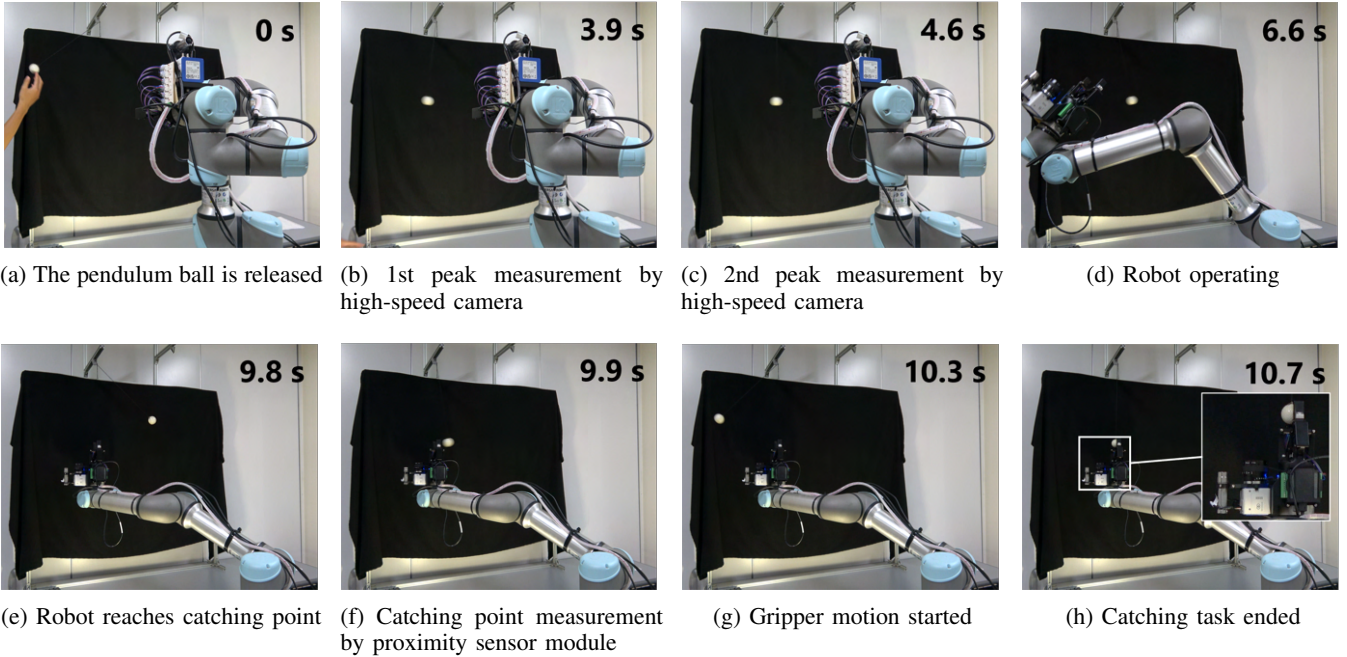 0 s
3.9 s
4.6 s
6.6 s
(a) The pendulum ball is released
(b) 1st peak measurement by
high-speed camera
(c) 2nd peak measurement by
high-speed camera
(d) Robot operating
9.8 s
9.9 s
10.3 s
10.7 s
(e) Robot reaches catching point
(f) Catching point measurement
by proximity sensor module
(g) Gripper motion started
(h) Catching task ended